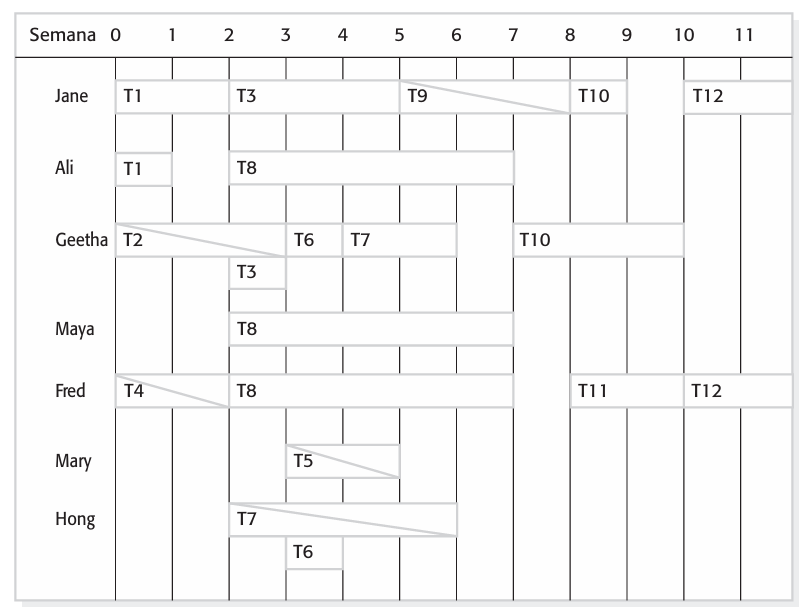 Semana 0 1 2 3 4 5 6 7 8 9 10 11
Jane T1 T3 T9 T10 T12
Ali T1 T8
Geetha T2 T6 T7 T10
T3
Maya T8
Fred T4 T8 T11 T12
Mary T5
Hong T7
T6